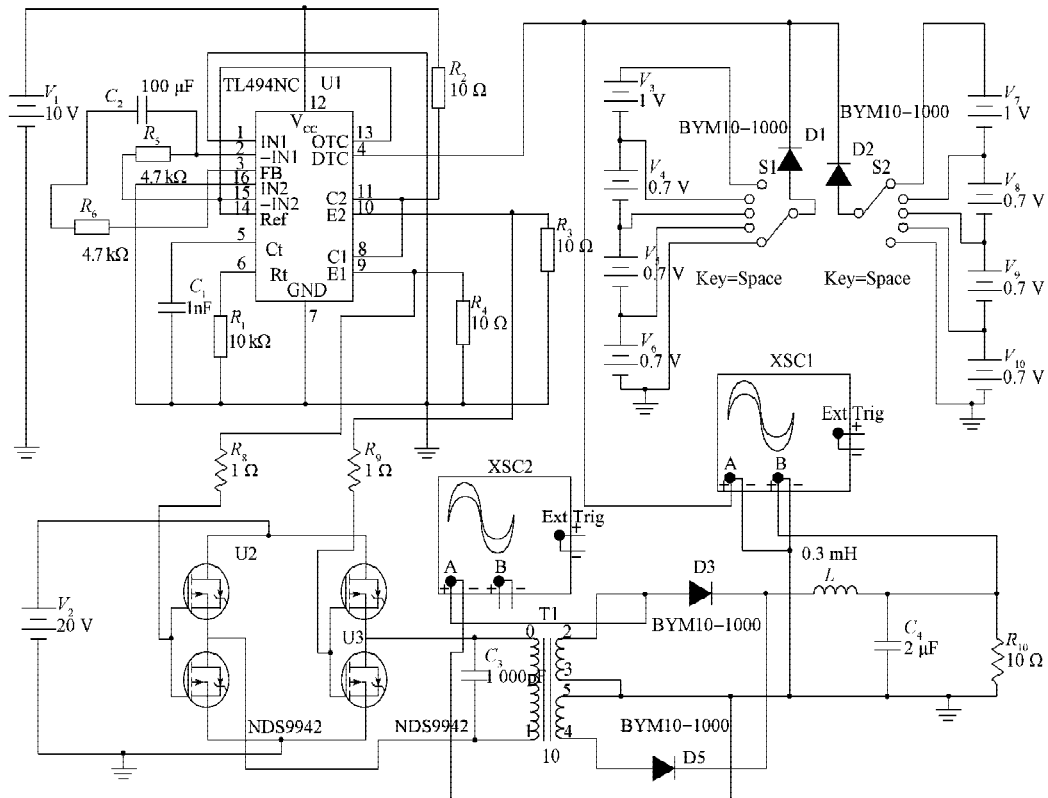 V1
10 V
C2
100 µF
TL494NC
U1
R2
10 Ω
12
Vcc
1
IN1
2
-IN1
3
FB
16
IN2
15
-IN2
14
Ref
5
Ct
6
Rt
GND
7
OTC
13
DTC
4
C2
11
E2
10
C1
8
E1
9
R5
4.7 kΩ
R6
4.7 kΩ
C1
1nF
R1
10 kΩ
R4
10 Ω
R3
10 Ω
V3
1 V
V4
0.7 V
V5
0.7 V
V6
0.7 V
BYM10-1000
D1
S1
Key=Space
BYM10-1000
D2
S2
Key=Space
V7
1 V
V8
0.7 V
V9
0.7 V
V10
0.7 V
XSC1
Ext Trig
+
-
A
B
+ - + -
R8
1 Ω
R9
1 Ω
XSC2
Ext Trig
+
-
A
B
+ - + -
V2
20 V
U2
U3
NDS9942
NDS9942
C3
1 000pF
T1
0
1
2
3
5
4
10
D3
BYM10-1000
BYM10-1000
D5
0.3 mH
L
C4
2 µF
R10
10 Ω